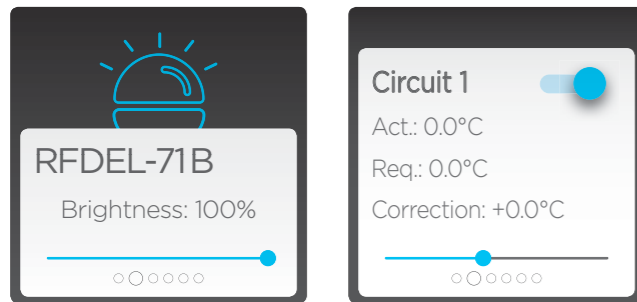 RFDEL-71B
Brightness: 100%
Circuit 1
Act.: 0.0°C
Req.: 0.0°C
Correction: +0.0°C